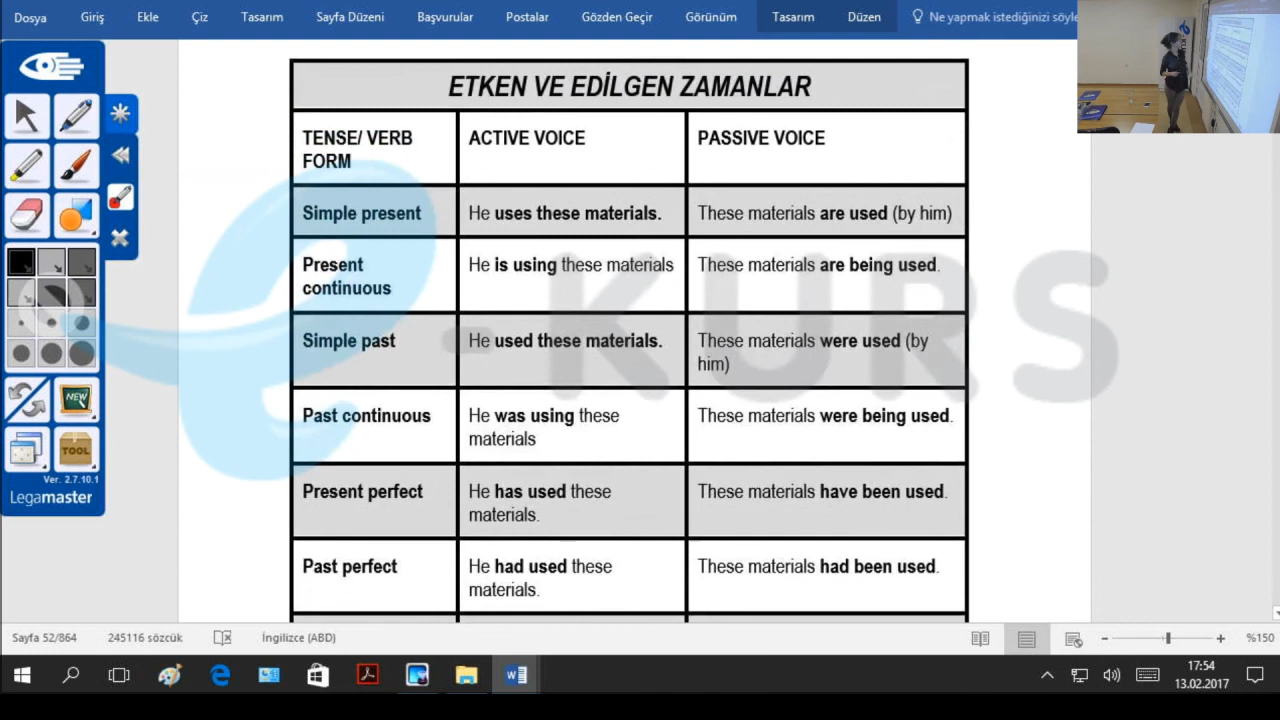 Dosya Giriş Ekle Çiz Tasarım Sayfa Düzeni Başvurular Postalar Gözden Geçir Görünüm Tasarım Düzen Ne yapmak istediğinizi söyle
ETKEN VE EDİLGEN ZAMANLAR
TENSE/ VERB
FORM
ACTIVE VOICE
PASSIVE VOICE
Simple present
He uses these materials.
These materials are used (by him)
Present
continuous
He is using these materials
These materials are being used.
Simple past
He used these materials.
These materials were used (by
him)
Past continuous
He was using these
materials
These materials were being used.
Present perfect
He has used these
materials.
These materials have been used.
Past perfect
He had used these
materials.
These materials had been used.
e-KURS
NEW
TOOL
Ver. 2.7.10.1
Legamaster
Sayfa 52/864 245116 sözcük İngilizce (ABD) %150
17:54
13.02.2017